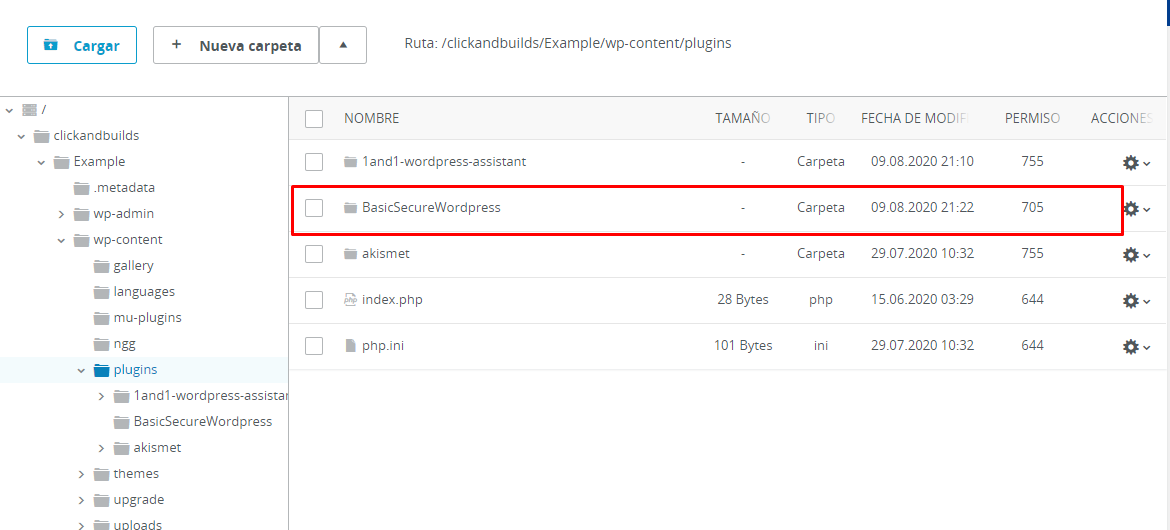 Cargar
+ Nueva carpeta
Ruta: /clickandbuilds/Example/wp-content/plugins
/
clickandbuilds
Example
.metadata
wp-admin
wp-content
gallery
languages
mu-plugins
ngg
plugins
1and1-wordpress-assistan
BasicSecureWordpress
akismet
themes
upgrade
uploads
NOMBRE TAMAÑO TIPO FECHA DE MODIFI PERMISO ACCIONES
1and1-wordpress-assistant - Carpeta 09.08.2020 21:10 755
BasicSecureWordpress - Carpeta 09.08.2020 21:22 705
akismet - Carpeta 29.07.2020 10:32 755
php index.php 28 Bytes php 15.06.2020 03:29 644
php.ini 101 Bytes ini 29.07.2020 10:32 644